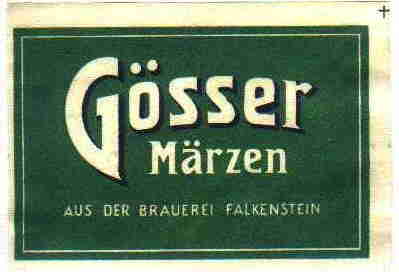 Gösser
Märzen
AUS DER BRAUEREI FALKENSTEIN